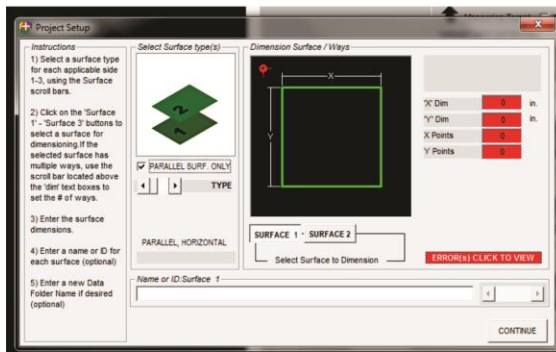 Project Setup
Instructions
1) Select a surface type
for each applicable side
1-3, using the Surface
scroll bars.
2) Click on the 'Surface
1' - 'Surface 3' buttons to
select a surface for
dimensioning.If the
selected surface has
multiple ways, use the
scroll bar located above
the 'dim' text boxes to
set the # of ways.
3) Enter the surface
dimensions.
4) Enter a name or ID for
each surface (optional)
5) Enter a new Data
Folder Name if desired
(optional)
Select Surface type(s)
2
1
PARALLEL SURF. ONLY
TYPE
PARALLEL, HORIZONTAL
Dimension Surface / Ways
X
Y
SURFACE 1 - SURFACE 2
Select Surface to Dimension
'X' Dim 0 in.
'Y' Dim 0 in.
X Points 0
Y Points 0
ERROR(s) CLICK TO VIEW
Name or ID:Surface 1
CONTINUE